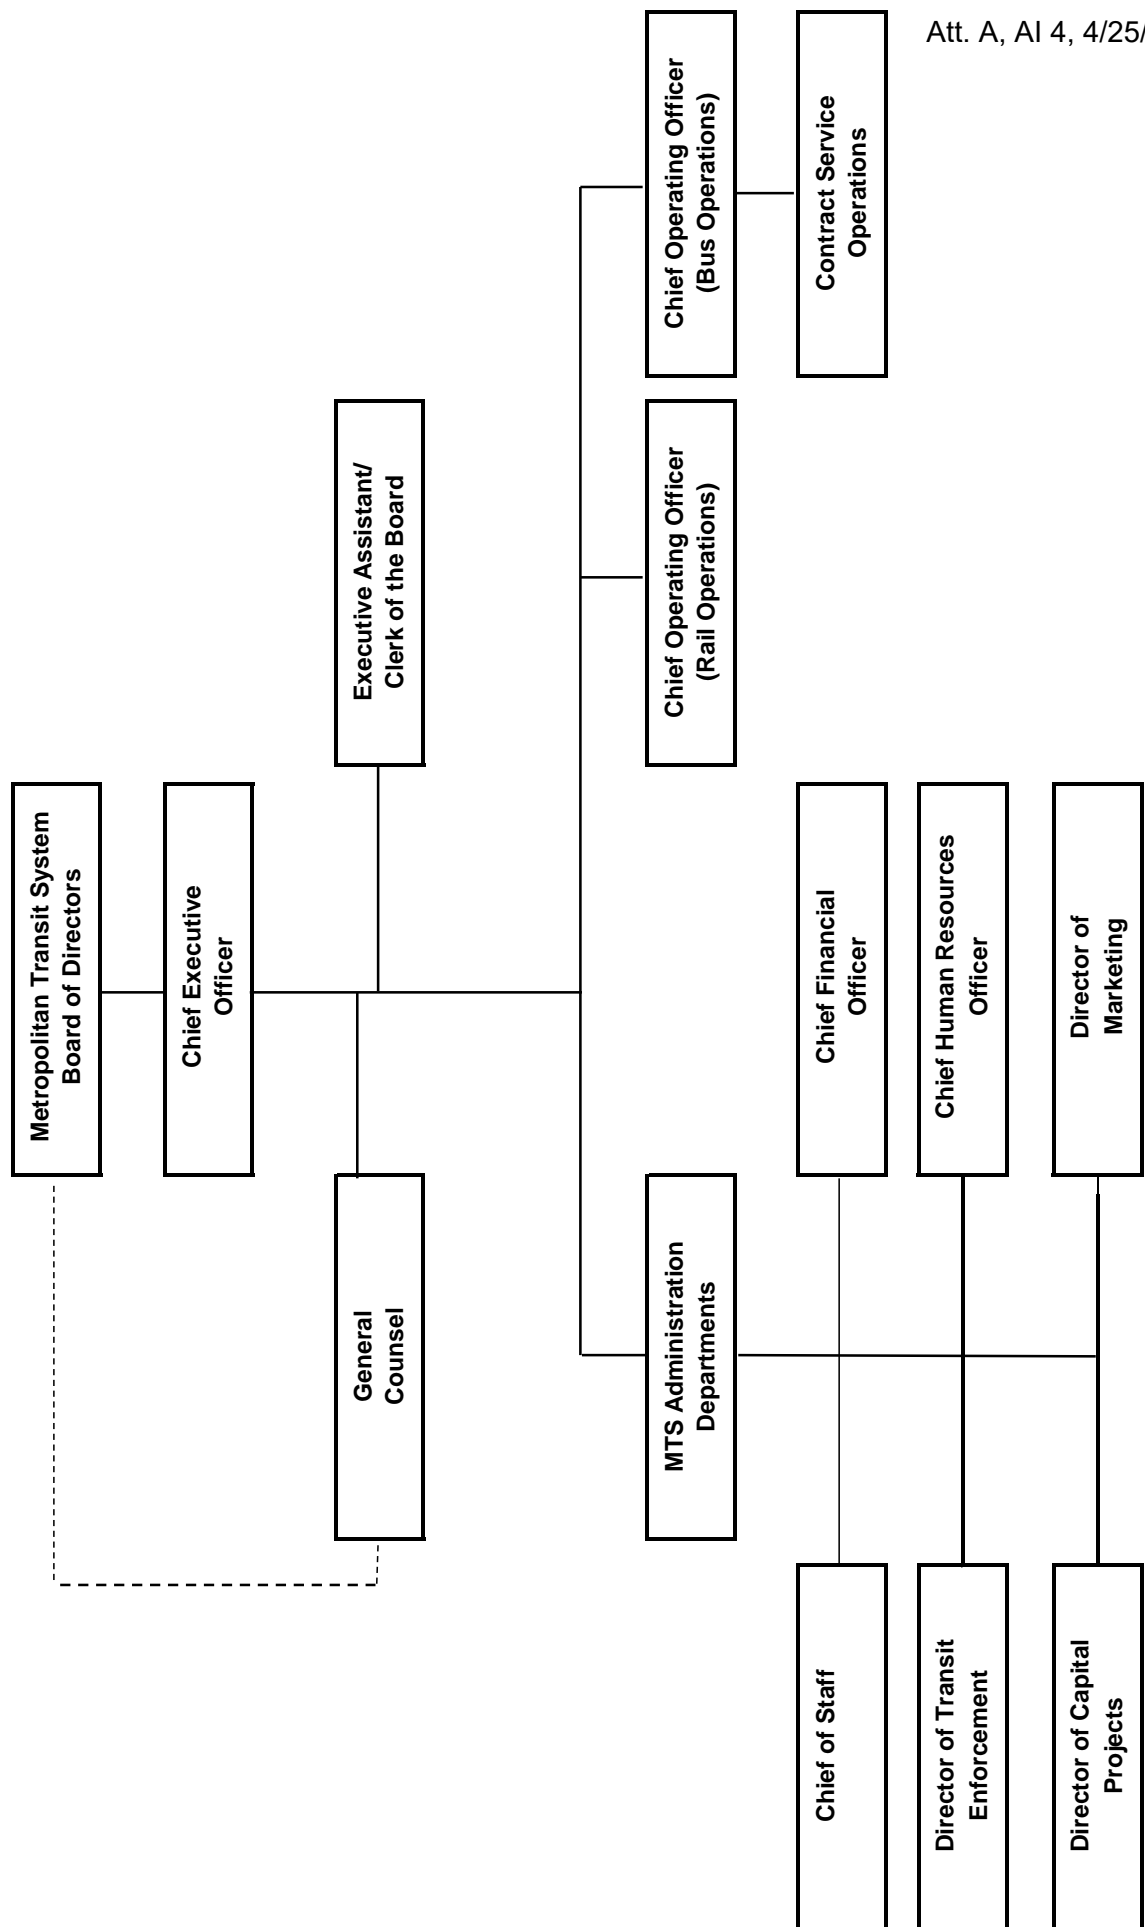 Att. A, AI 4, 4/25/
Metropolitan Transit System
Board of Directors
Chief Executive
Officer
General
Counsel
Executive Assistant/
Clerk of the Board
MTS Administration
Departments
Chief Operating Officer
(Rail Operations)
Chief Operating Officer
(Bus Operations)
Chief of Staff
Chief Financial
Officer
Contract Service
Operations
Director of Transit
Enforcement
Chief Human Resources
Officer
Director of Capital
Projects
Director of
Marketing